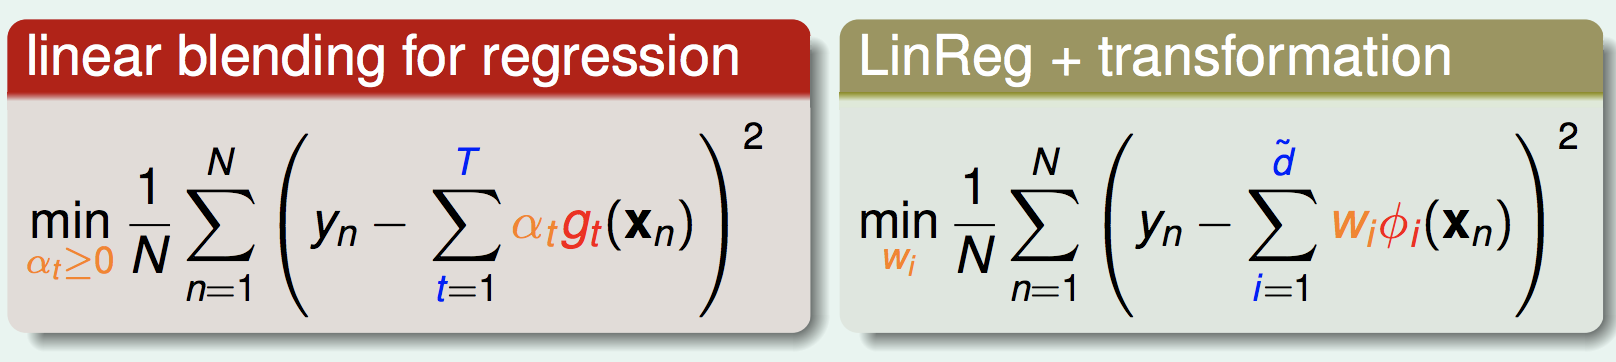 linear blending for regression
$\min_{\alpha_t \geq 0} \frac{1}{N} \sum_{n=1}^{N} \left( y_n - \sum_{t=1}^{T} \alpha_t g_t(\mathbf{x}_n) \right)^2$
LinReg + transformation
$\min_{w_i} \frac{1}{N} \sum_{n=1}^{N} \left( y_n - \sum_{i=1}^{\tilde{d}} w_i \phi_i(\mathbf{x}_n) \right)^2$